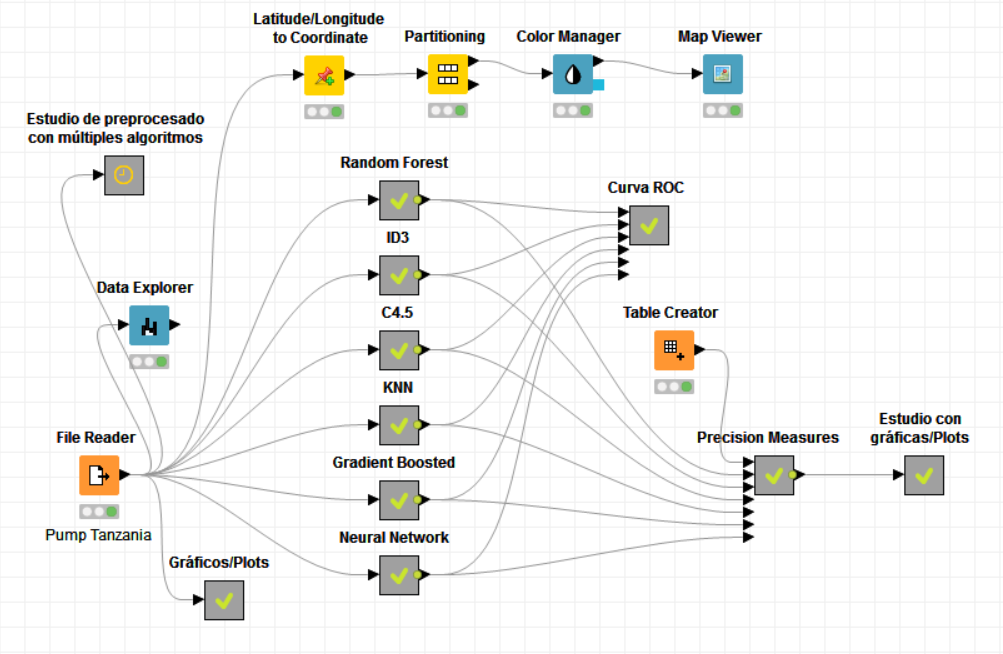 Latitude/Longitude
to Coordinate
Partitioning
Color Manager
Map Viewer
Estudio de preprocesado
con múltiples algoritmos
Random Forest
Curva ROC
ID3
Data Explorer
C4.5
Table Creator
KNN
File Reader
Precision Measures
Estudio con
gráficas/Plots
Gradient Boosted
Pump Tanzania
Neural Network
Gráficos/Plots